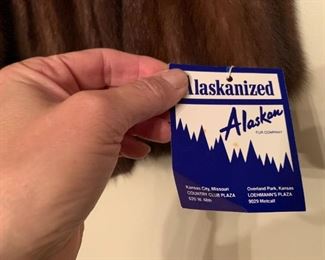 Alaskanized
Alaskan
FUR COMPANY
Kansas City, Missouri
COUNTRY CLUB PLAZA
Overland Park, Kansas
LOEHMANN'S PLAZA
9029 Metcalf